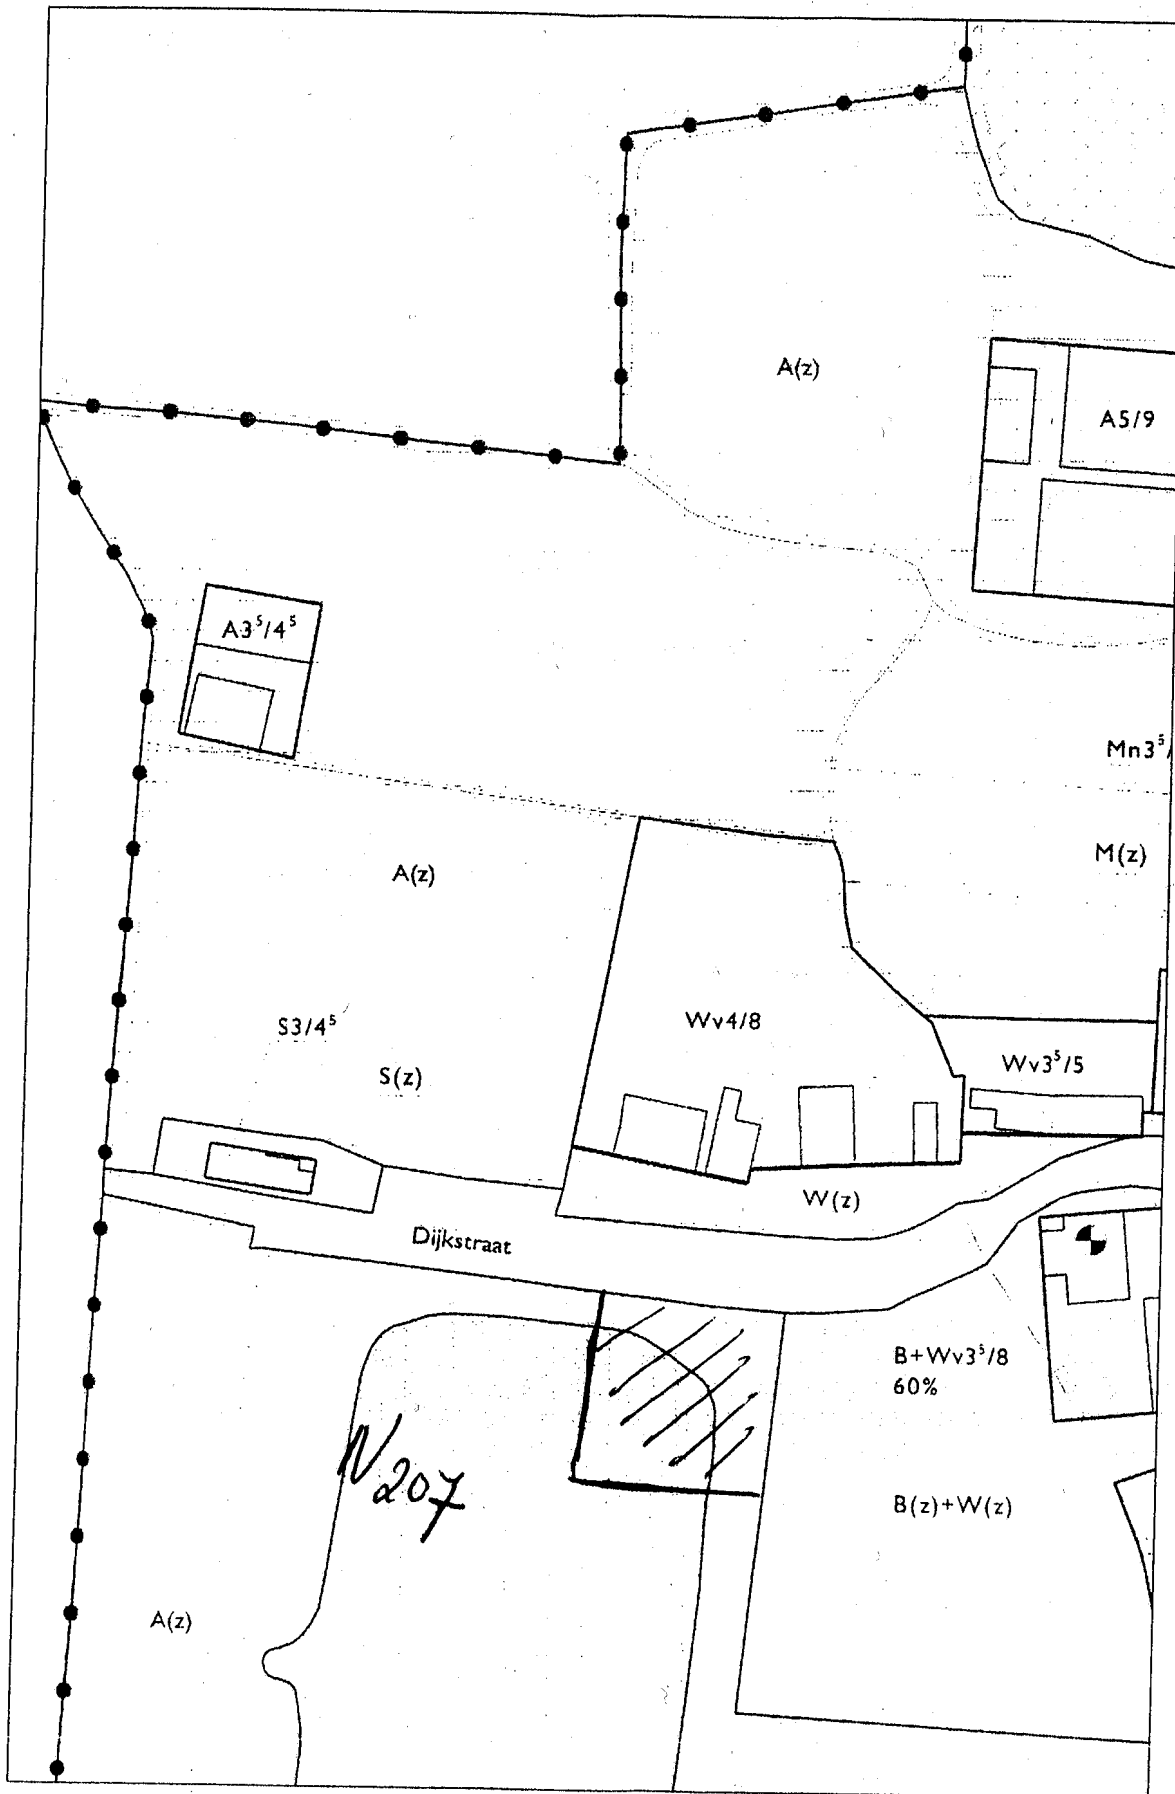 A(z)
A5/9
A3⁵/4⁵
Mn3⁵/
M(z)
A(z)
S3/4⁵
S(z)
Wv4/8
Wv3⁵/5
W(z)
Dijkstraat
B+Wv3⁵/8
60%
N207
B(z)+W(z)
A(z)